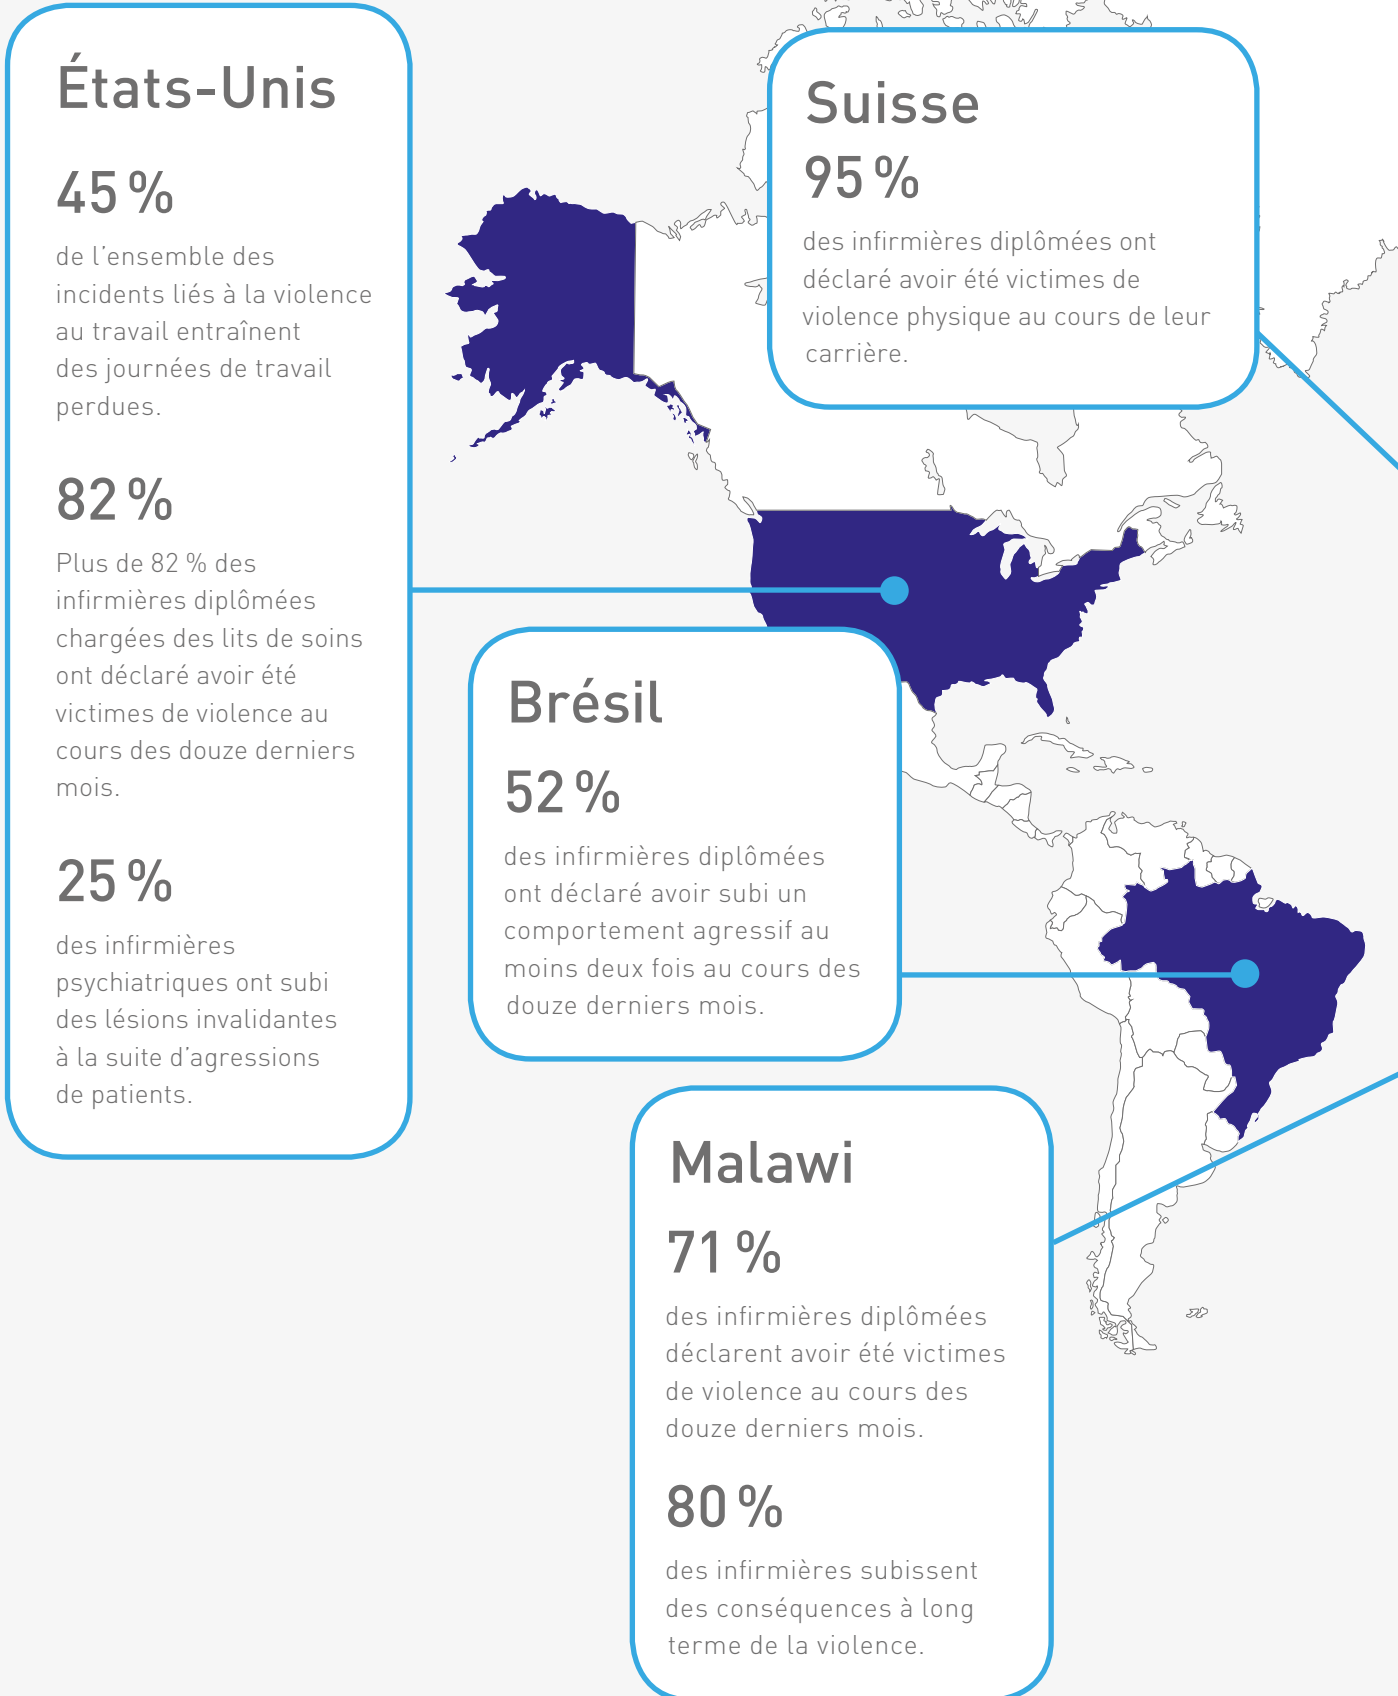 États-Unis
45 %
de l'ensemble des
incidents liés à la violence
au travail entraînent
des journées de travail
perdues.
82 %
Plus de 82 % des
infirmières diplômées
chargées des lits de soins
ont déclaré avoir été
victimes de violence au
cours des douze derniers
mois.
25 %
des infirmières
psychiatriques ont subi
des lésions invalidantes
à la suite d'agressions
de patients.
Suisse
95 %
des infirmières diplômées ont
déclaré avoir été victimes de
violence physique au cours de leur
carrière.
Brésil
52 %
des infirmières diplômées
ont déclaré avoir subi un
comportement agressif au
moins deux fois au cours des
douze derniers mois.
Malawi
71 %
des infirmières diplômées
déclarent avoir été victimes
de violence au cours des
douze derniers mois.
80 %
des infirmières subissent
des conséquences à long
terme de la violence.